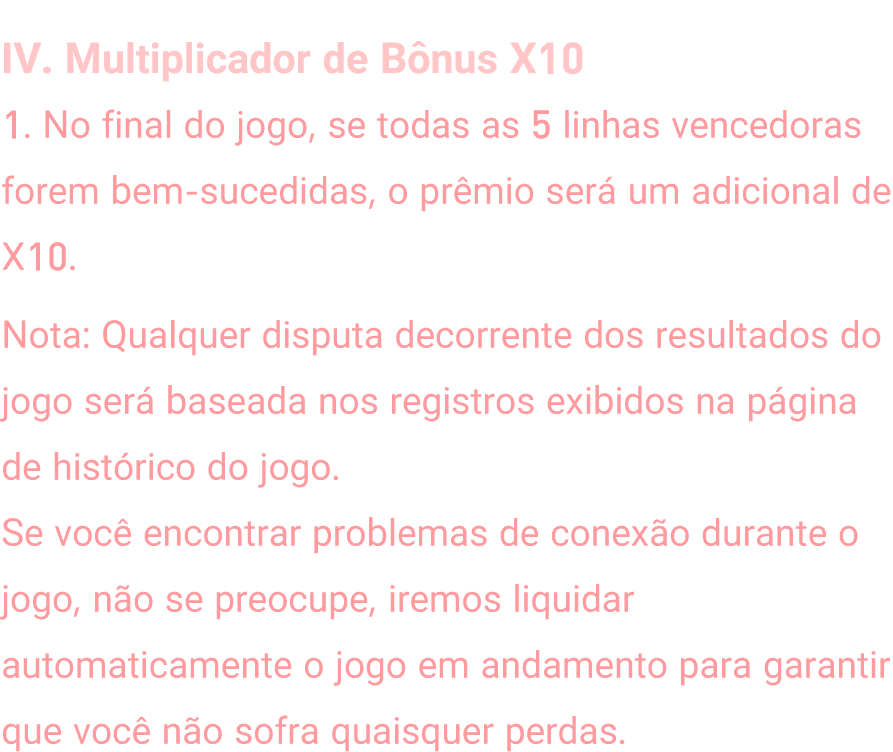 IV. Multiplicador de Bônus X10
1. No final do jogo, se todas as 5 linhas vencedoras
forem bem-sucedidas, o prêmio será um adicional de
X10.
Nota: Qualquer disputa decorrente dos resultados do
jogo será baseada nos registros exibidos na página
de histórico do jogo.
Se você encontrar problemas de conexão durante o
jogo, não se preocupe, iremos liquidar
automaticamente o jogo em andamento para garantir
que você não sofra quaisquer perdas.